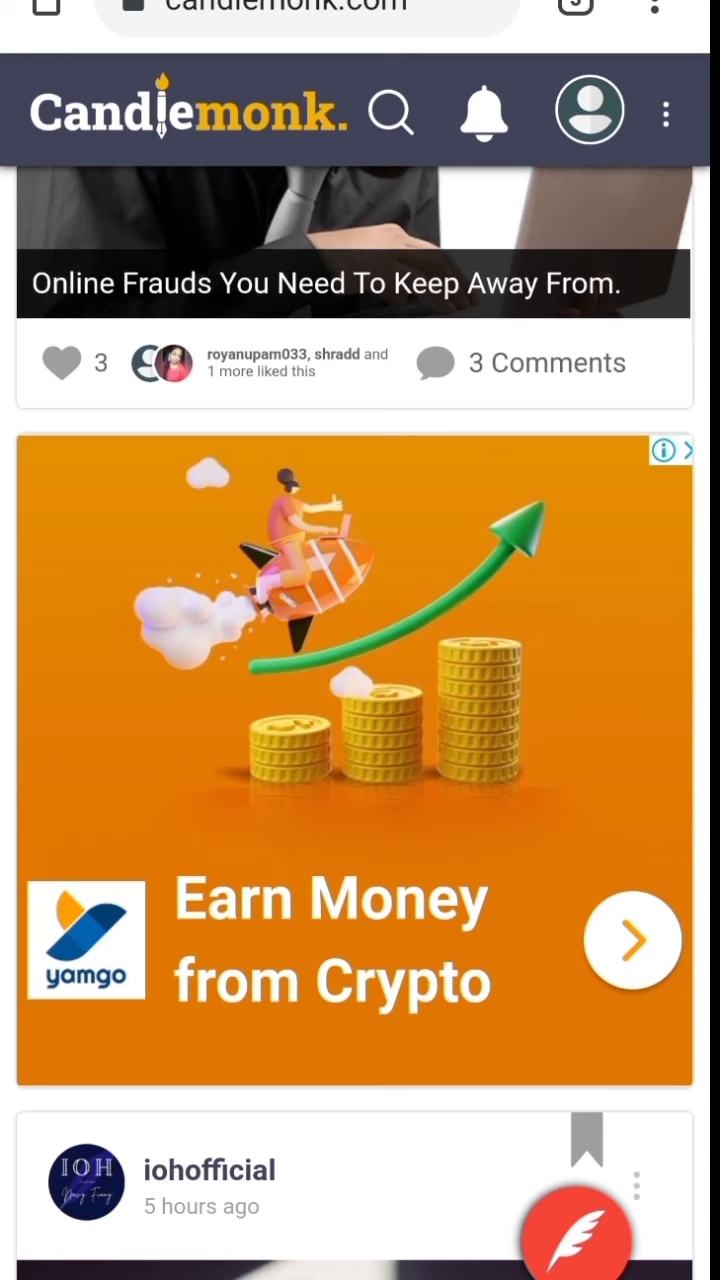 candlemonk.com
3
Candlemonk.
Online Frauds You Need To Keep Away From.
3
royanupam033, shradd and
1 more liked this
3 Comments
Earn Money
from Crypto
yamgo
IOH
iohofficial
5 hours ago